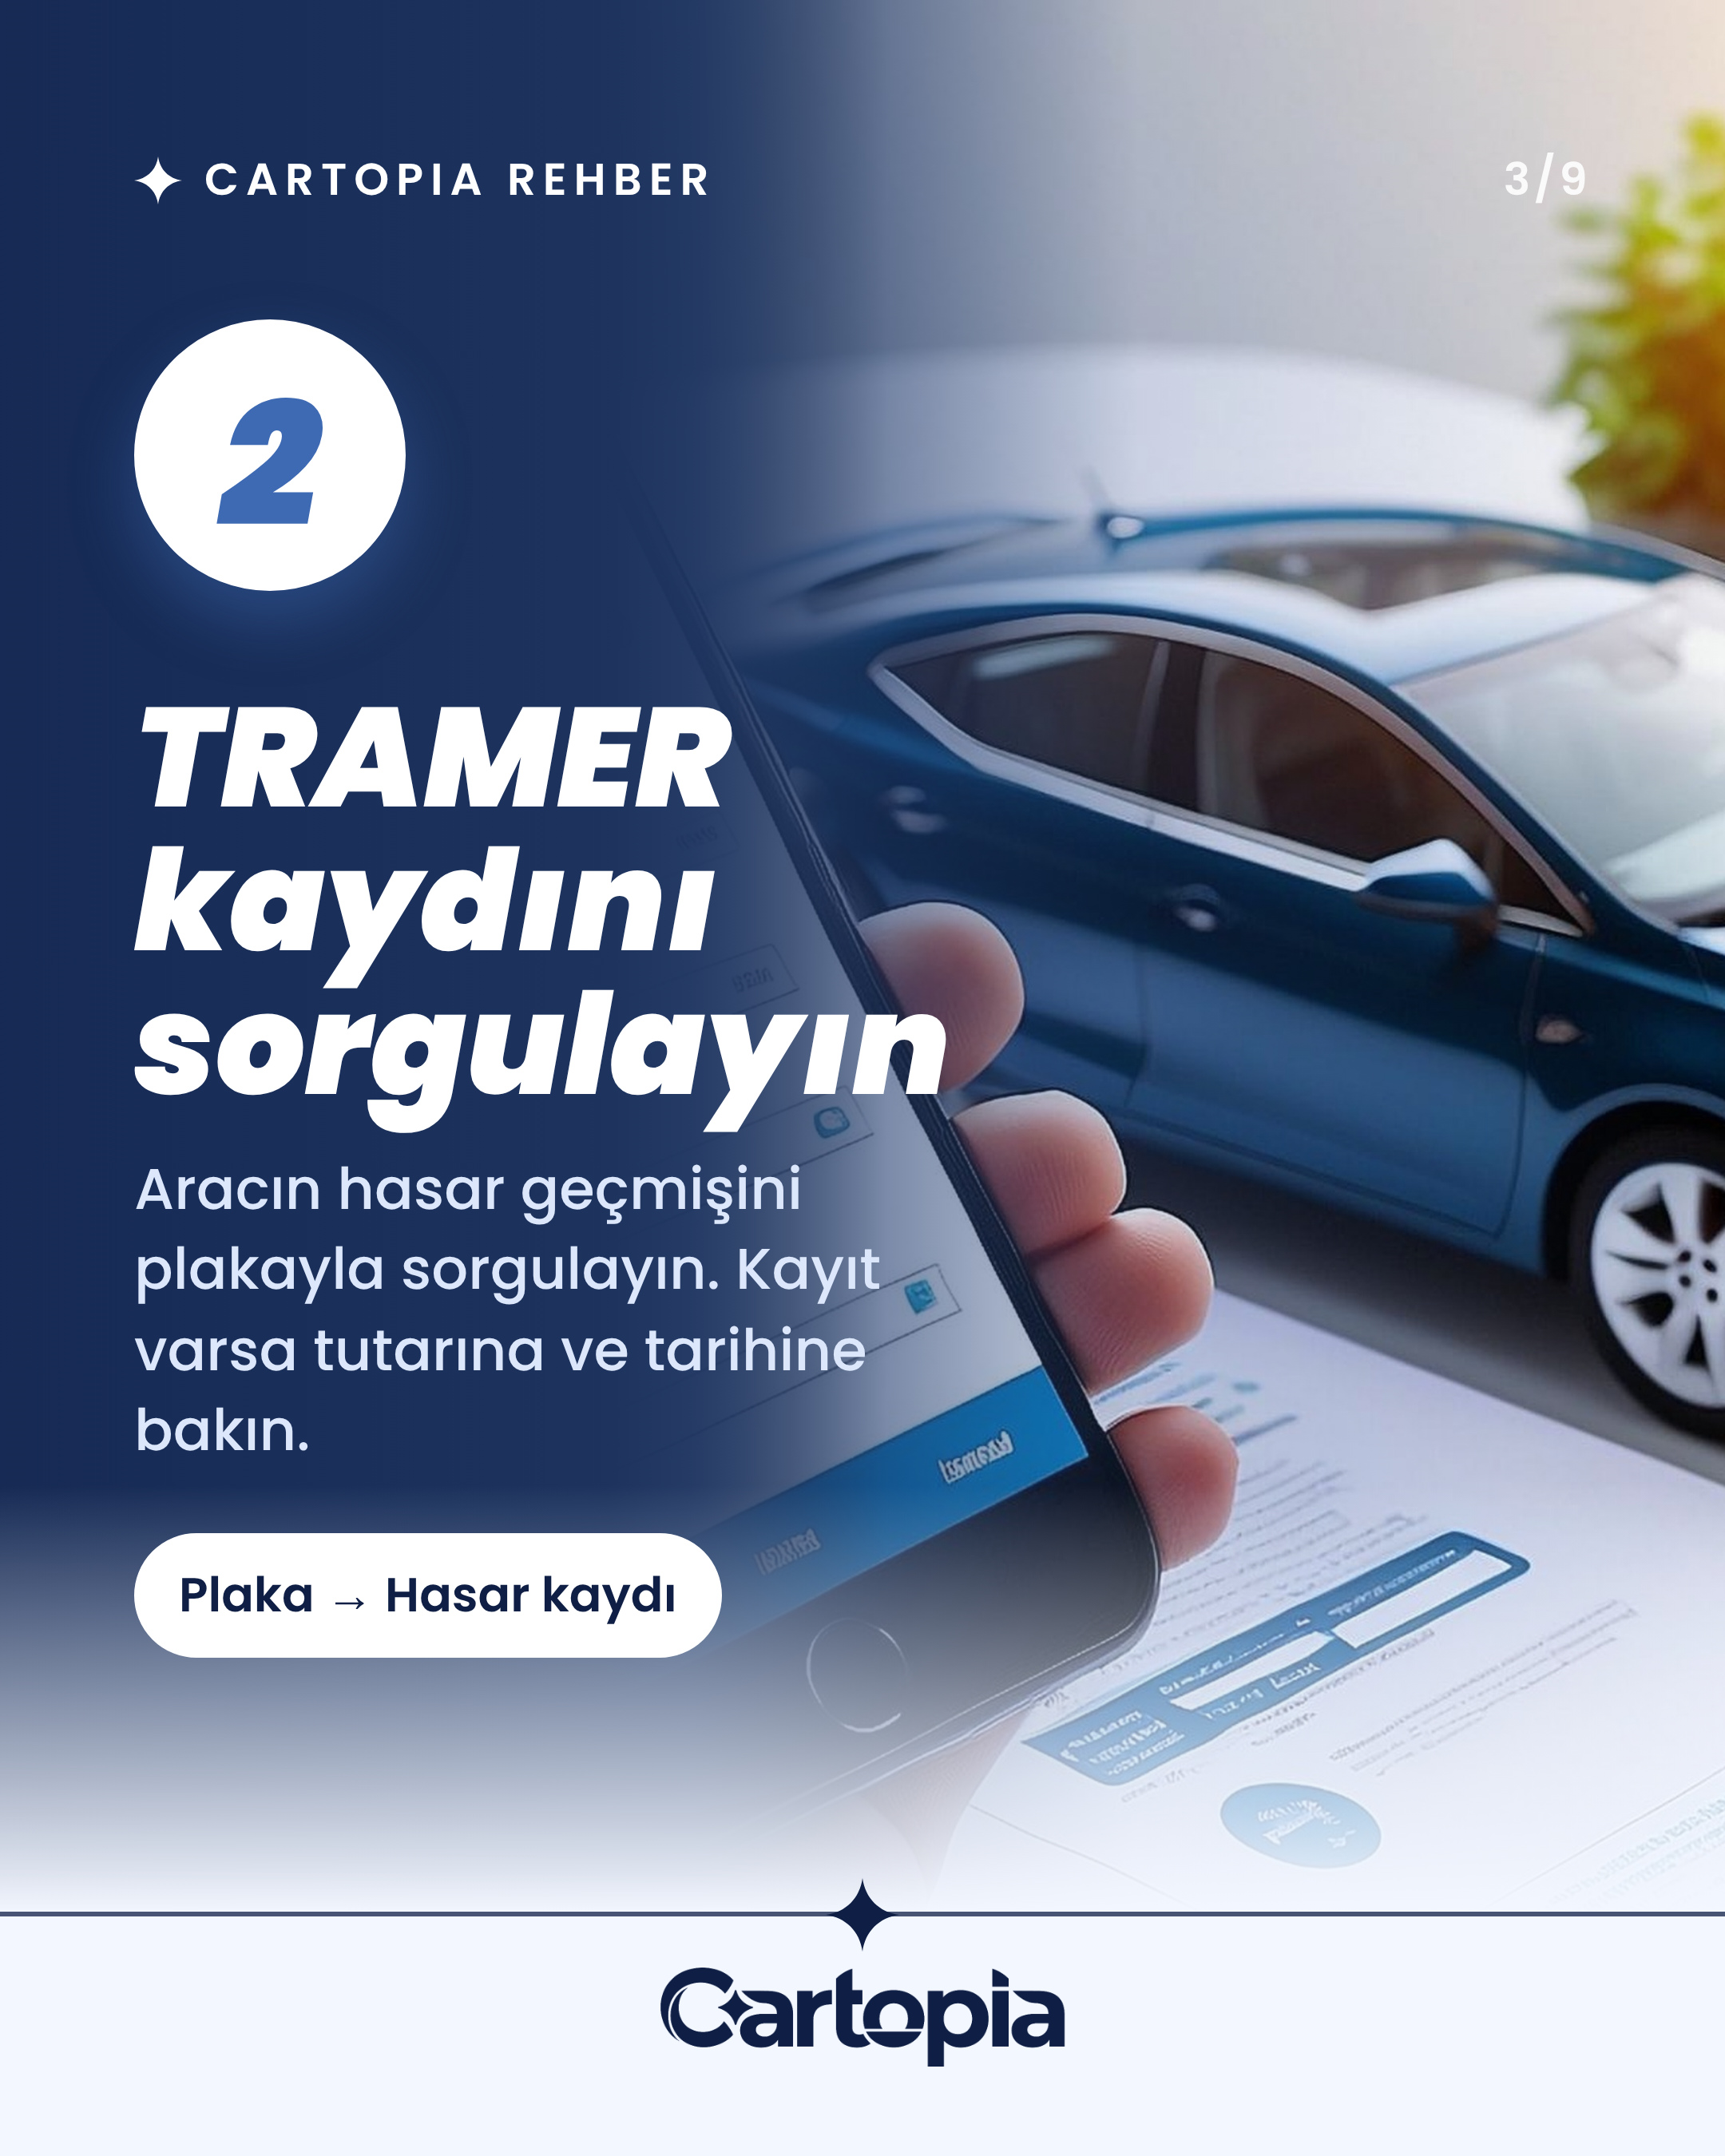 CARTOPIA REHBER
3/9
2
TRAMER
kaydını
sorgulayın
Aracın hasar geçmişini
plakayla sorgulayın. Kayıt
varsa tutarına ve tarihine
bakın.
Plaka → Hasar kaydı
Cartopia